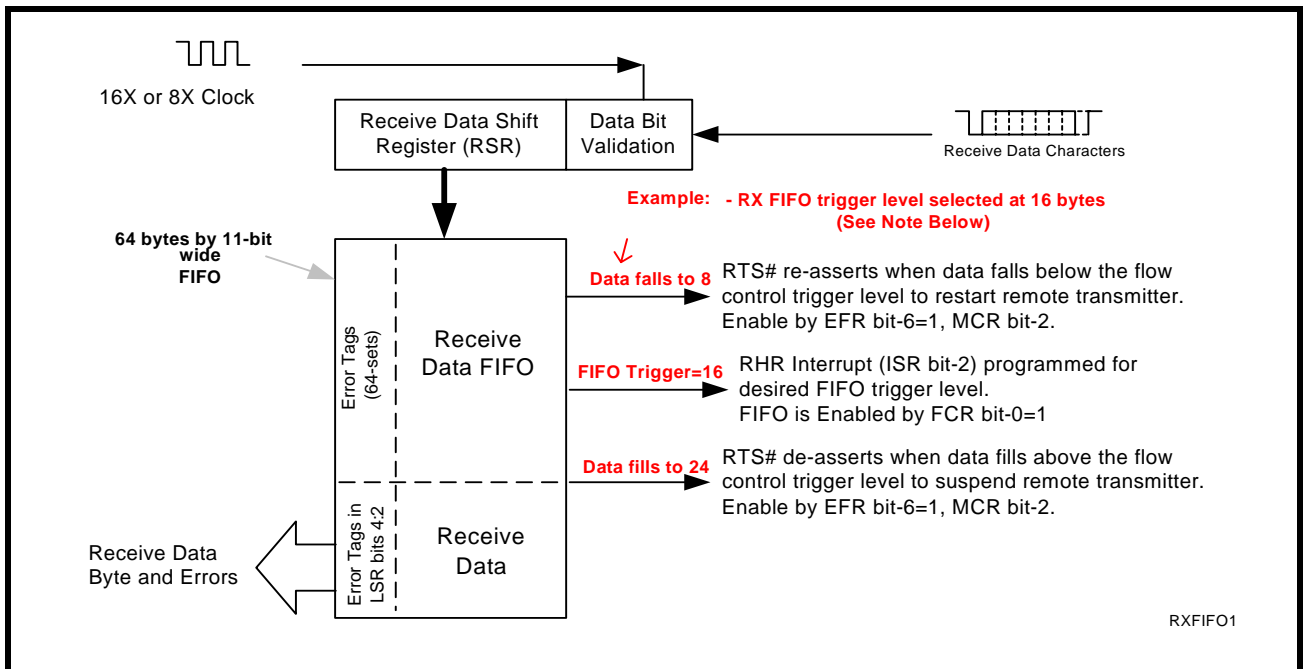 16X or 8X Clock
Receive Data Shift
Register (RSR)
Data Bit
Validation
Receive Data Characters
Example: - RX FIFO trigger level selected at 16 bytes
(See Note Below)
64 bytes by 11-bit
wide
FIFO
Error Tags
(64-sets)
Receive
Data FIFO
Data falls to 8
RTS# re-asserts when data falls below the flow
control trigger level to restart remote transmitter.
Enable by EFR bit-6=1, MCR bit-2.
FIFO Trigger=16
RHR Interrupt (ISR bit-2) programmed for
desired FIFO trigger level.
FIFO is Enabled by FCR bit-0=1
Data fills to 24
RTS# de-asserts when data fills above the flow
control trigger level to suspend remote transmitter.
Enable by EFR bit-6=1, MCR bit-2.
Error Tags in
LSR bits 4:2
Receive
Data
Receive Data
Byte and Errors
RXFIFO1